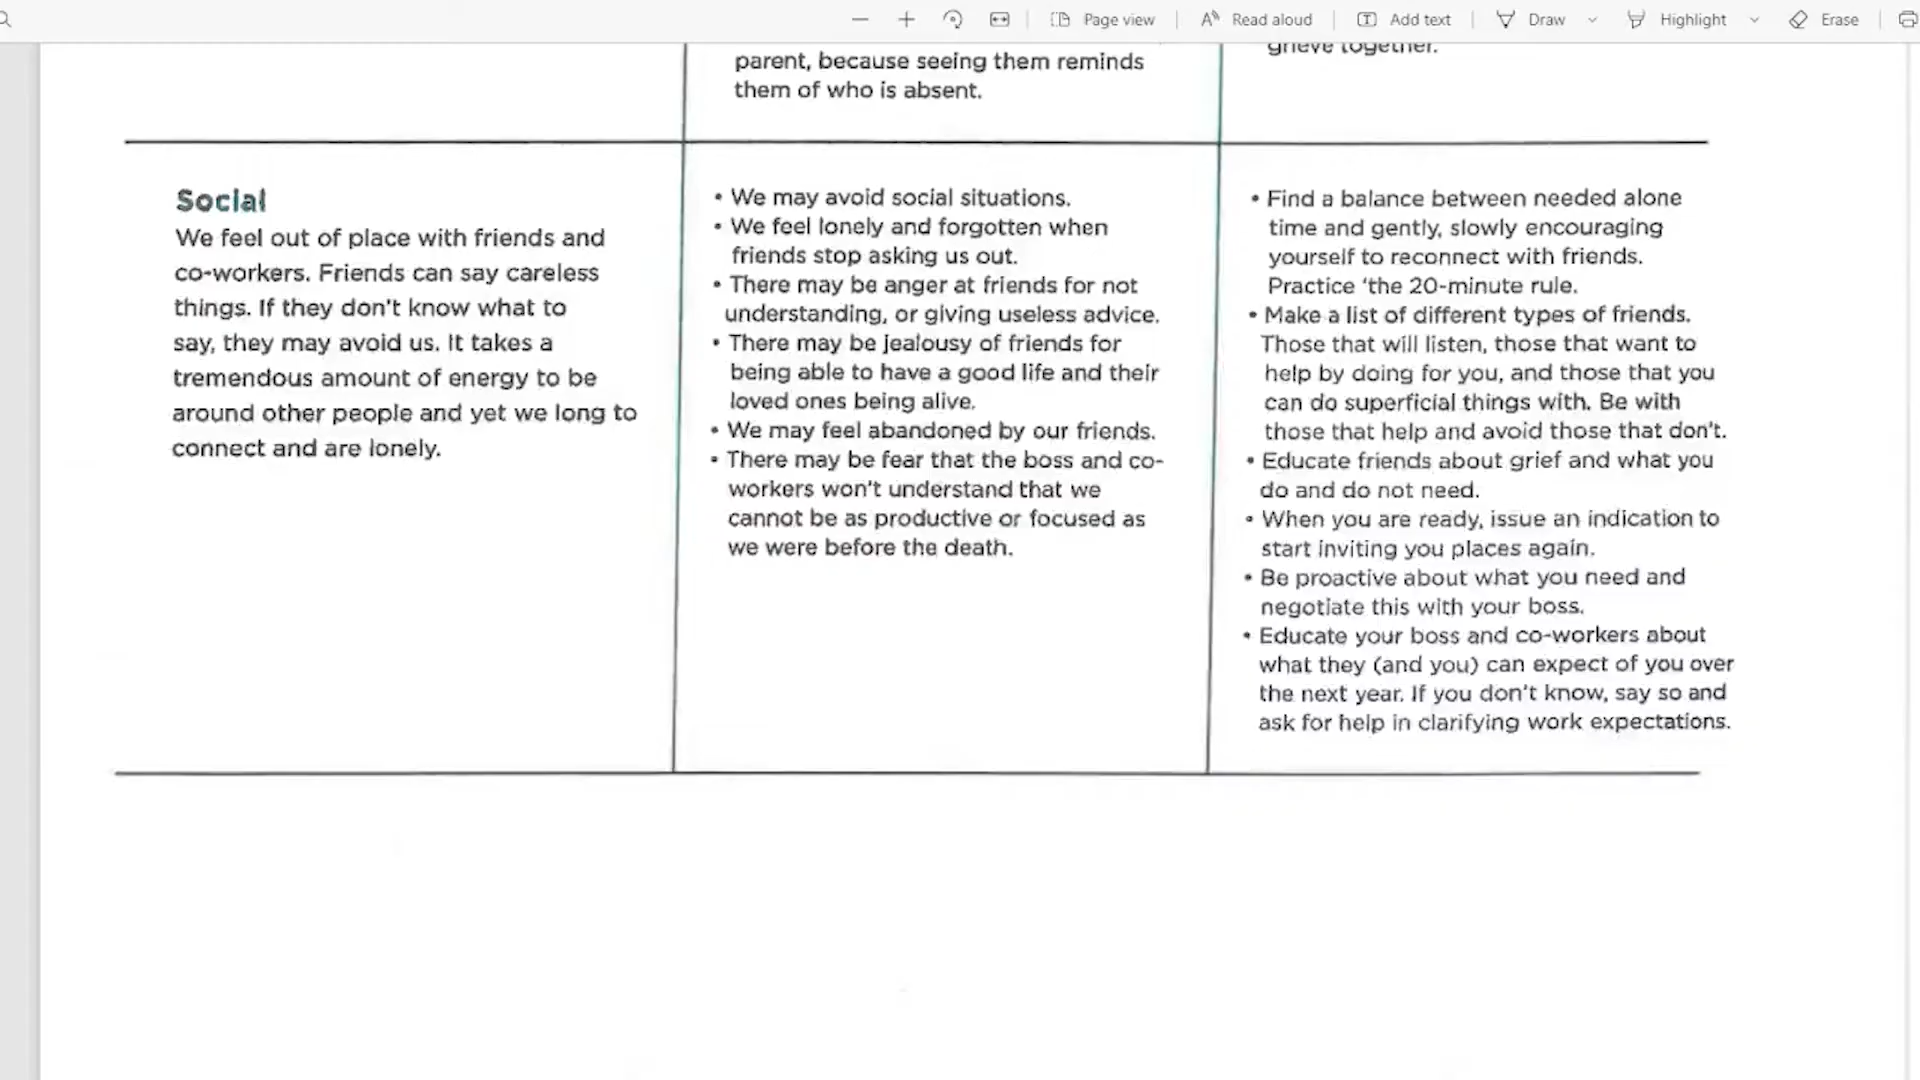 Page view
Read aloud
Add text
Draw
Highlight
Erase
parent, because seeing them reminds
them of who is absent.
grieve together.
Social
We feel out of place with friends and
co-workers. Friends can say careless
things. If they don't know what to
say, they may avoid us. It takes a
tremendous amount of energy to be
around other people and yet we long to
connect and are lonely.
• We may avoid social situations.
• We feel lonely and forgotten when
friends stop asking us out.
• There may be anger at friends for not
understanding, or giving useless advice.
• There may be jealousy of friends for
being able to have a good life and their
loved ones being alive.
• We may feel abandoned by our friends.
• There may be fear that the boss and co-
workers won't understand that we
cannot be as productive or focused as
we were before the death.
• Find a balance between needed alone
time and gently, slowly encouraging
yourself to reconnect with friends.
Practice 'the 20-minute rule.
• Make a list of different types of friends.
Those that will listen, those that want to
help by doing for you, and those that you
can do superficial things with. Be with
those that help and avoid those that don't.
• Educate friends about grief and what you
do and do not need.
• When you are ready, issue an indication to
start inviting you places again.
• Be proactive about what you need and
negotiate this with your boss.
• Educate your boss and co-workers about
what they (and you) can expect of you over
the next year. If you don't know, say so and
ask for help in clarifying work expectations.